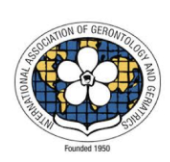 INTERNATIONAL ASSOCIATION OF GERONTOLOGY AND GERIATRICS
Founded 1950